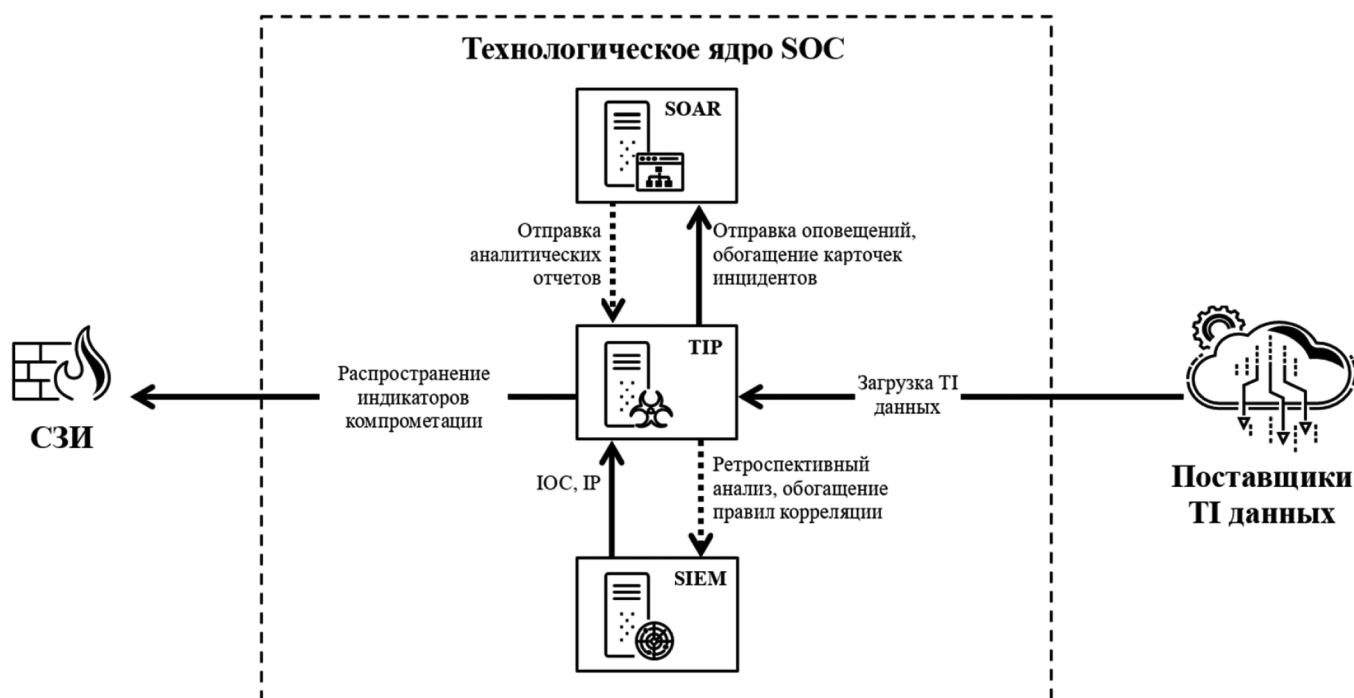 Технологическое ядро SOC
SOAR
Отправка
аналитических
отчетов
Отправка оповещений,
обогащение карточек
инцидентов
TIP
Распространение
индикаторов
компрометации
СЗИ
Загрузка TI
данных
Поставщики
TI данных
IOC, IP
Ретроспективный
анализ, обогащение
правил корреляции
SIEM